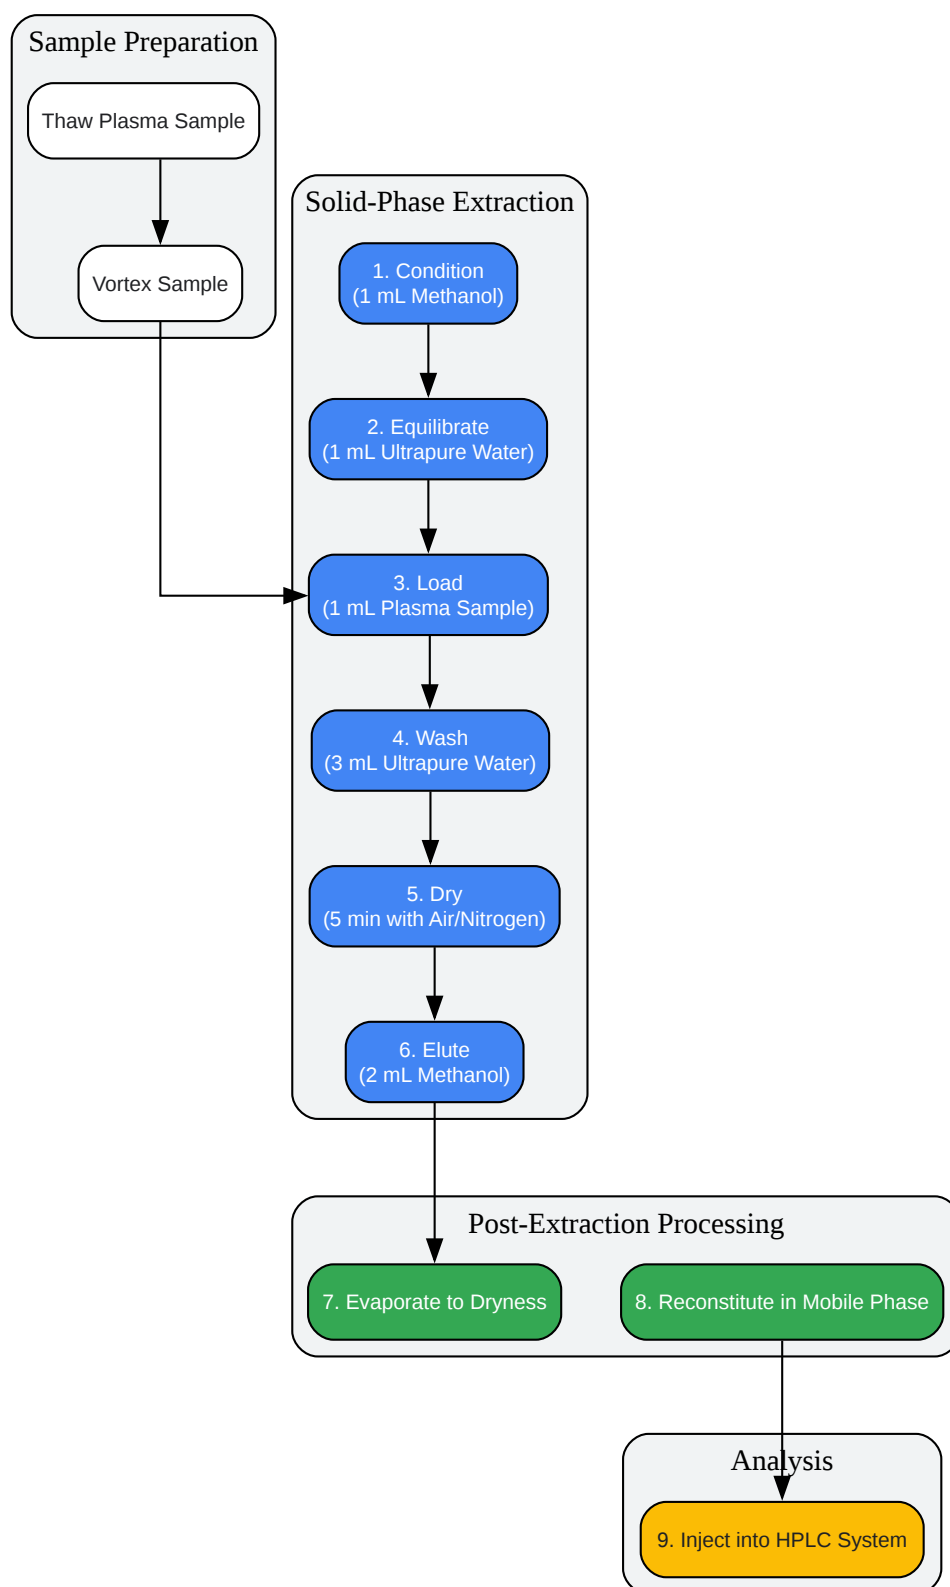 Sample Preparation
Thaw Plasma Sample
Vortex Sample
Solid-Phase Extraction
1. Condition
(1 mL Methanol)
2. Equilibrate
(1 mL Ultrapure Water)
3. Load
(1 mL Plasma Sample)
4. Wash
(3 mL Ultrapure Water)
5. Dry
(5 min with Air/Nitrogen)
6. Elute
(2 mL Methanol)
Post-Extraction Processing
7. Evaporate to Dryness
8. Reconstitute in Mobile Phase
Analysis
9. Inject into HPLC System